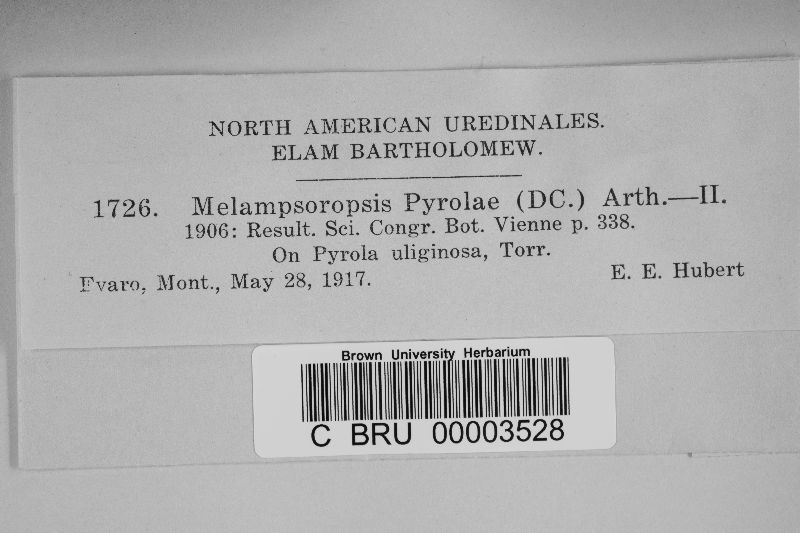 NORTH AMERICAN UREDINALES.
ELAM BARTHOLOMEW.
1726. Melampsoropsis Pyrolae (DC.) Arth.—II.
1906: Result. Sci. Congr. Bot. Vienne p. 338.
On Pyrola uliginosa, Torr.
Evaro, Mont., May 28, 1917. E. E. Hubert
Brown University Herbarium
C BRU 00003528